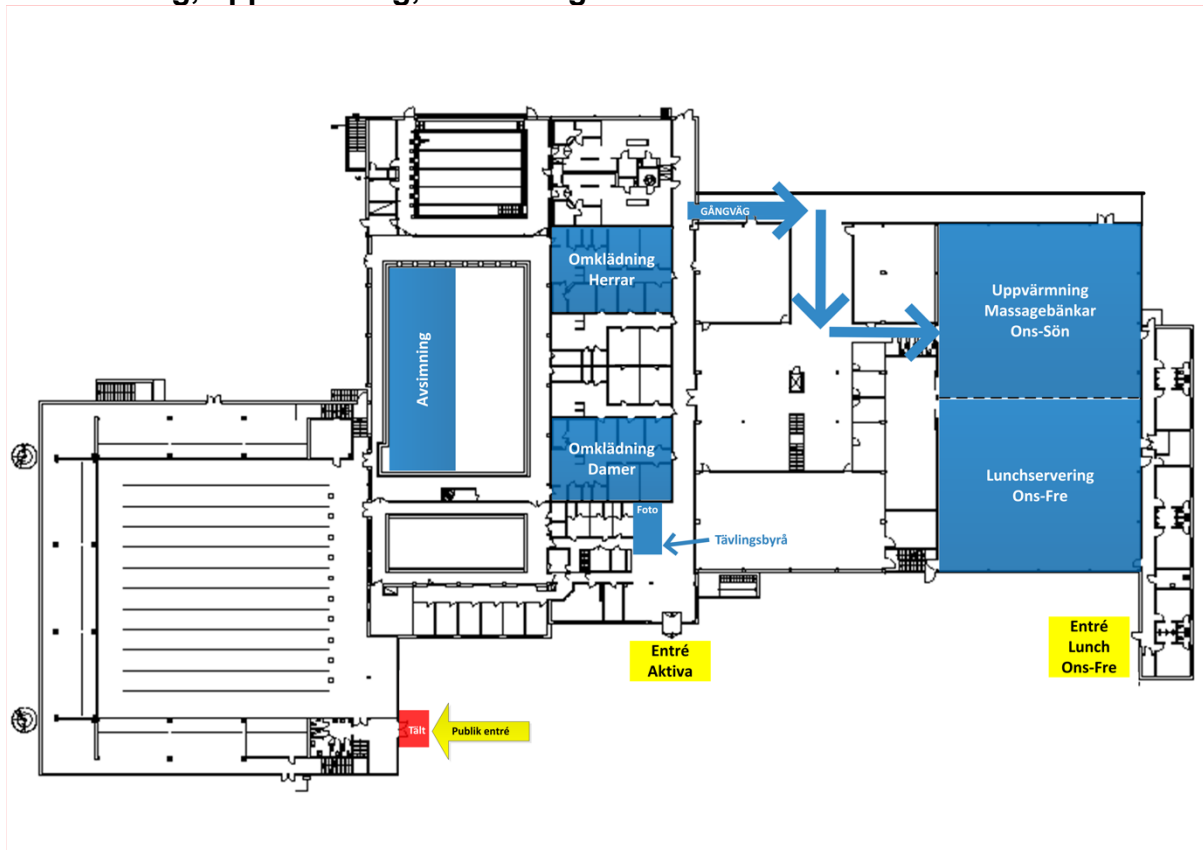 GÅNGVÄG
Omklädning
Herrar
Uppvärmning
Massagebänkar
Ons-Sön
Avsimning
Omklädning
Damer
Lunchservering
Ons-Fre
Foto
Tävlingsbyrå
Entré
Aktiva
Entré
Lunch
Ons-Fre
Tält
Publik entré